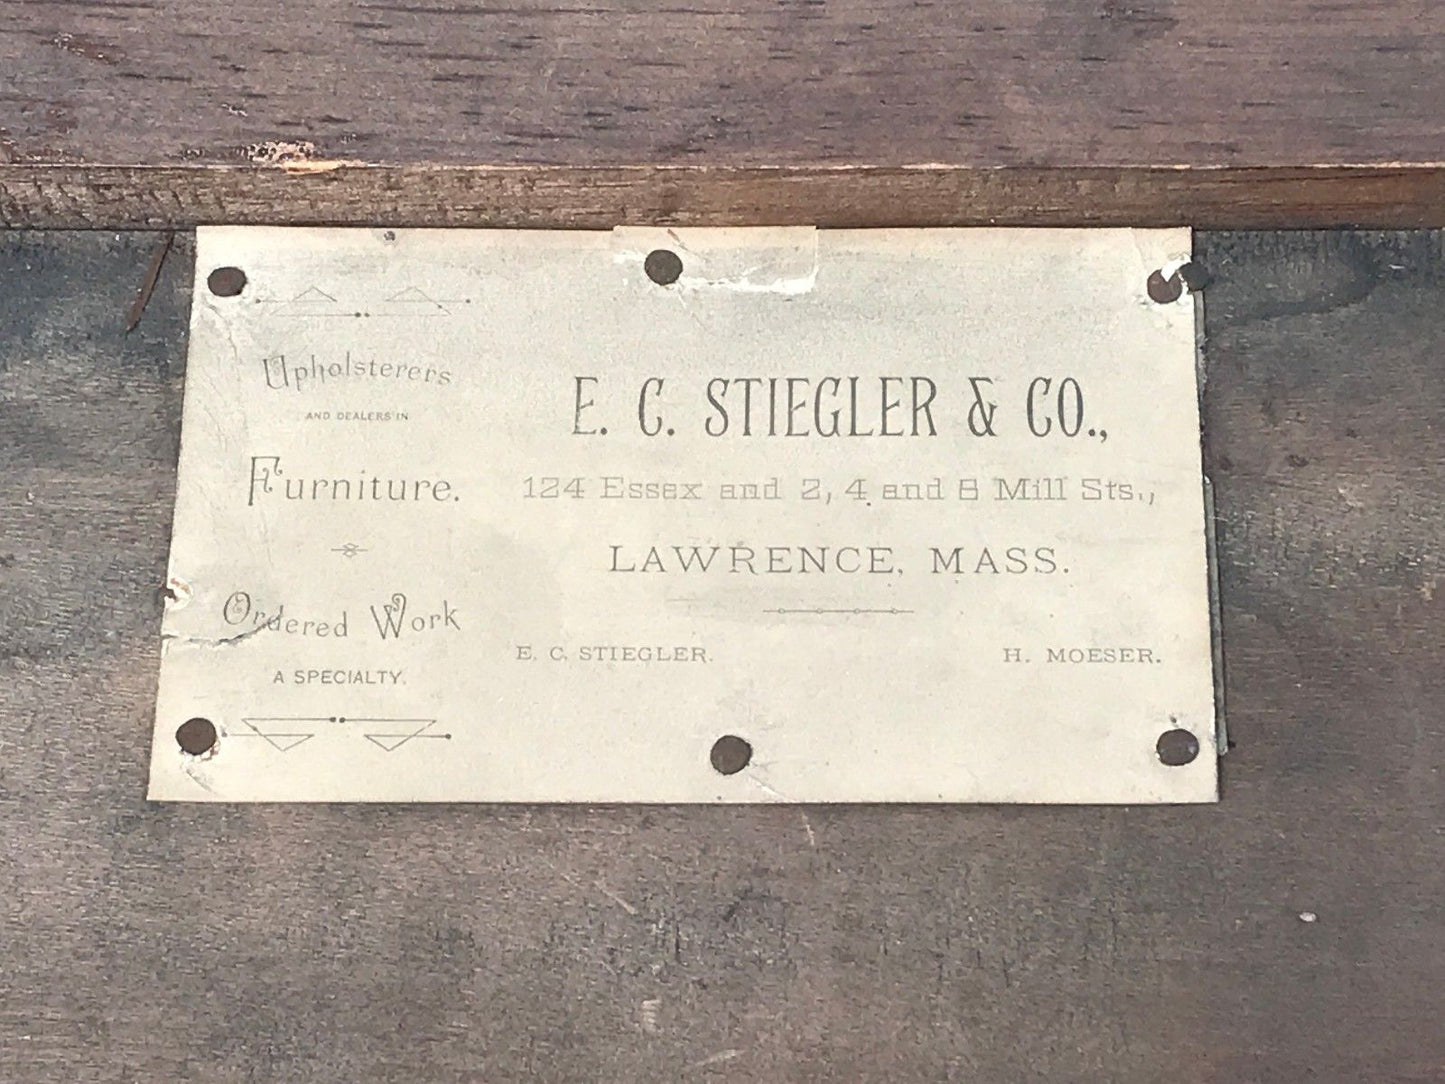 Upholsterers
AND DEALERS IN
Furniture.
Ordered Work
A SPECIALTY.
E. C. STIEGLER & CO.,
124 Essex and 2, 4 and 6 Mill Sts.,
LAWRENCE, MASS.
E. C. STIEGLER.
H. MOESER.